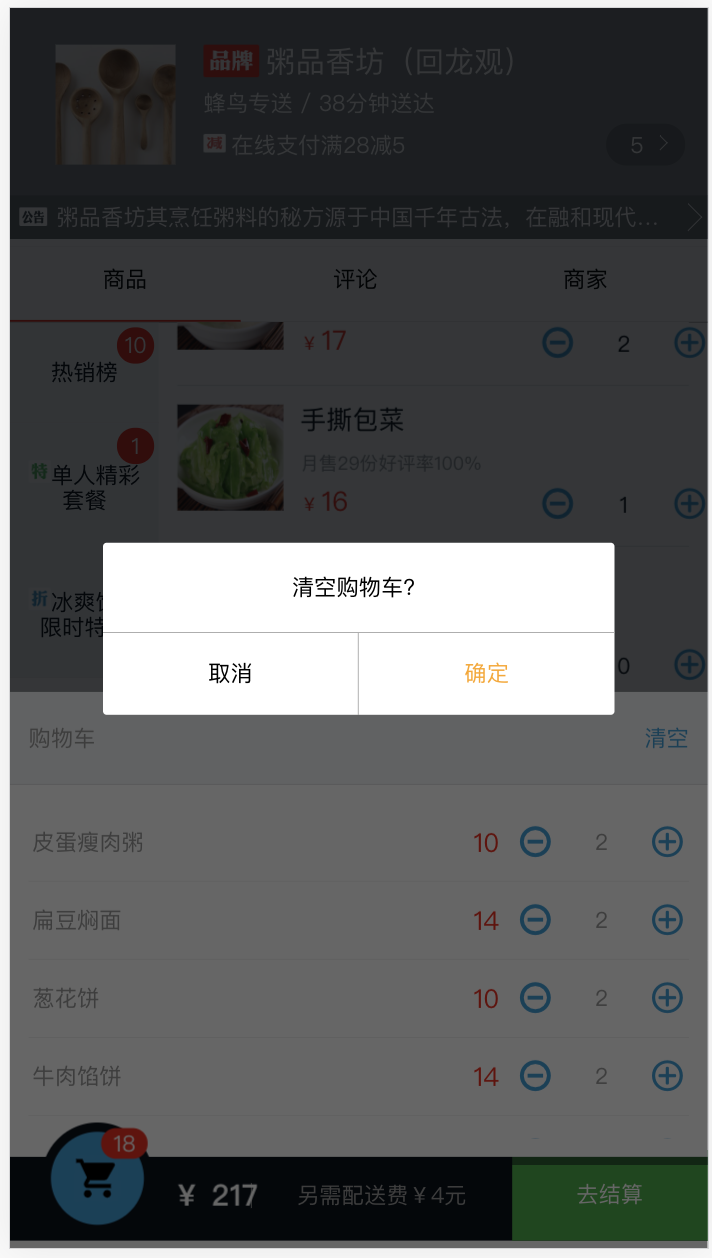 品牌 粥品香坊（回龙观）
蜂鸟专送 / 38分钟送达
减 在线支付满28减5
5
公告 粥品香坊其烹饪粥料的秘方源于中国千年古法，在融和现代...
商品 评论 商家
10
热销榜
¥ 17 2
1
特 单人精彩
套餐
手撕包菜
月售29份好评率100%
¥ 16 1
折 冰爽
限时特
0
清空购物车?
取消 确定
购物车 清空
皮蛋瘦肉粥 10 2
扁豆焖面 14 2
葱花饼 10 2
牛肉馅饼 14 2
18
¥ 217 另需配送费¥4元 去结算